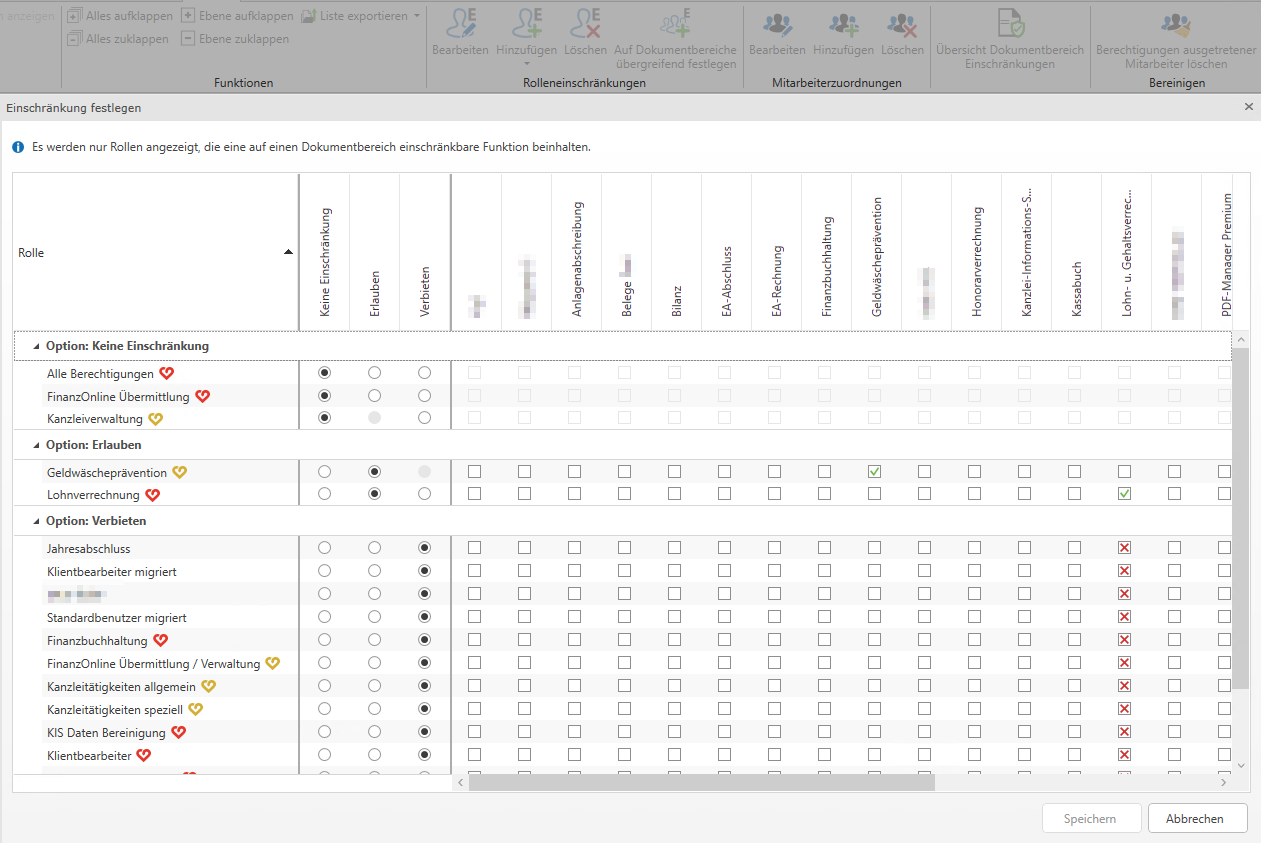 anzeigen
Alles aufklappen
Ebene aufklappen
Liste exportieren
Alles zuklappen
Ebene zuklappen
Funktionen
Bearbeiten
Hinzufügen
Löschen
Auf Dokumentbereiche
übergreifend festlegen
Rolleneinschränkungen
Bearbeiten
Hinzufügen
Löschen
Mitarbeiterzuordnungen
Übersicht Dokumentbereich
Einschränkungen
Berechtigungen ausgetretener
Mitarbeiter löschen
Bereinigen
Einschränkung festlegen
Es werden nur Rollen angezeigt, die eine auf einen Dokumentbereich einschränkbare Funktion beinhalten.
Rolle
Keine Einschränkung
Erlauben
Verbieten
Anlagenabschreibung
Belege
Bilanz
EA-Abschluss
EA-Rechnung
Finanzbuchhaltung
Geldwäscheprävention
Honorarverrechnung
Kanzlei-Informations-S...
Kassabuch
Lohn- u. Gehaltsverrec...
PDF-Manager Premium
Option: Keine Einschränkung
Alle Berechtigungen
FinanzOnline Übermittlung
Kanzleiverwaltung
Option: Erlauben
Geldwäscheprävention
Lohnverrechnung
Option: Verbieten
Jahresabschluss
Klientbearbeiter migriert
Standardbenutzer migriert
Finanzbuchhaltung
FinanzOnline Übermittlung / Verwaltung
Kanzleitätigkeiten allgemein
Kanzleitätigkeiten speziell
KIS Daten Bereinigung
Klientbearbeiter
Speichern
Abbrechen